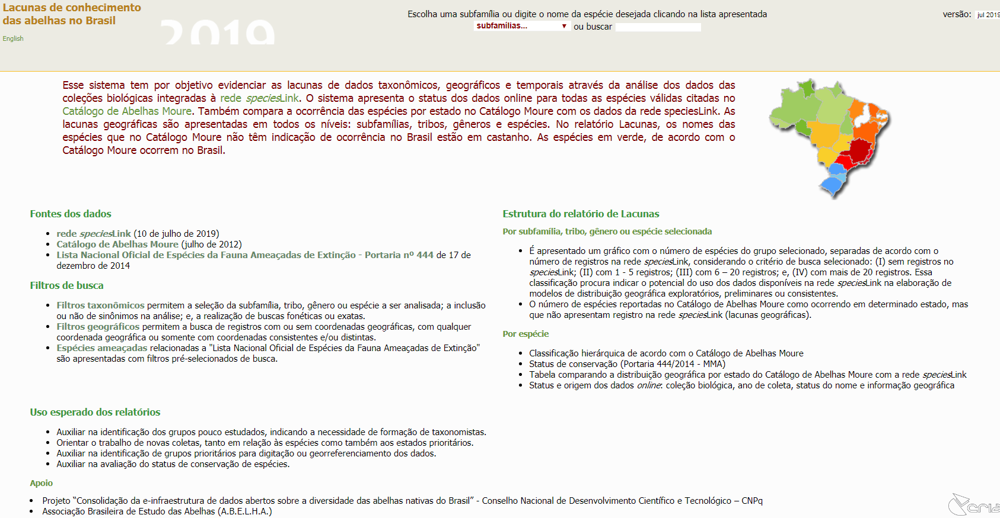 Lacunas de conhecimento
das abelhas no Brasil
English
2019
Escolha uma subfamília ou digite o nome da espécie desejada clicando na lista apresentada
subfamílias... ▼ ou buscar
versão: jul 2019
Esse sistema tem por objetivo evidenciar as lacunas de dados taxonômicos, geográficos e temporais através da análise dos dados das
coleções biológicas integradas à rede speciesLink. O sistema apresenta o status dos dados online para todas as espécies válidas citadas no
Catálogo de Abelhas Moure. Também compara a ocorrência das espécies por estado no Catálogo Moure com os dados da rede speciesLink. As
lacunas geográficas são apresentadas em todos os níveis: subfamílias, tribos, gêneros e espécies. No relatório Lacunas, os nomes das
espécies que no Catálogo Moure não têm indicação de ocorrência no Brasil estão em castanho. As espécies em verde, de acordo com o
Catálogo Moure ocorrem no Brasil.
Fontes dos dados
• rede speciesLink (10 de julho de 2019)
• Catálogo de Abelhas Moure (julho de 2012)
• Lista Nacional Oficial de Espécies da Fauna Ameaçadas de Extinção - Portaria nº 444 de 17 de
dezembro de 2014
Filtros de busca
• Filtros taxonômicos permitem a seleção da subfamília, tribo, gênero ou espécie a ser analisada; a inclusão
ou não de sinônimos na análise; e, a realização de buscas fonéticas ou exatas.
• Filtros geográficos permitem a busca de registros com ou sem coordenadas geográficas, com qualquer
coordenada geográfica ou somente com coordenadas consistentes e/ou distintas.
• Espécies ameaçadas relacionadas a "Lista Nacional Oficial de Espécies da Fauna Ameaçadas de Extinção"
são apresentadas com filtros pré-selecionados de busca.
Estrutura do relatório de Lacunas
Por subfamília, tribo, gênero ou espécie selecionada
• É apresentado um gráfico com o número de espécies do grupo selecionado, separadas de acordo com o
número de registros na rede speciesLink, considerando o critério de busca selecionado: (I) sem registros no
speciesLink; (II) com 1 - 5 registros; (III) com 6 – 20 registros; e, (IV) com mais de 20 registros. Essa
classificação procura indicar o potencial do uso dos dados disponíveis na rede speciesLink na elaboração de
modelos de distribuição geográfica exploratórios, preliminares ou consistentes.
• O número de espécies reportadas no Catálogo de Abelhas Moure como ocorrendo em determinado estado, mas
que não apresentam registro na rede speciesLink (lacunas geográficas).
Por espécie
• Classificação hierárquica de acordo com o Catálogo de Abelhas Moure
• Status de conservação (Portaria 444/2014 - MMA)
• Tabela comparando a distribuição geográfica por estado do Catálogo de Abelhas Moure com a rede speciesLink
• Status e origem dos dados online: coleção biológica, ano de coleta, status do nome e informação geográfica
Uso esperado dos relatórios
• Auxiliar na identificação dos grupos pouco estudados, indicando a necessidade de formação de taxonomistas.
• Orientar o trabalho de novas coletas, tanto em relação às espécies como também aos estados prioritários.
• Auxiliar na identificação de grupos prioritários para digitação ou georreferenciamento dos dados.
• Auxiliar na avaliação do status de conservação de espécies.
Apoio
• Projeto “Consolidação da e-infraestrutura de dados abertos sobre a diversidade das abelhas nativas do Brasil” - Conselho Nacional de Desenvolvimento Científico e Tecnológico – CNPq
• Associação Brasileira de Estudo das Abelhas (A.B.E.L.H.A.)
cria